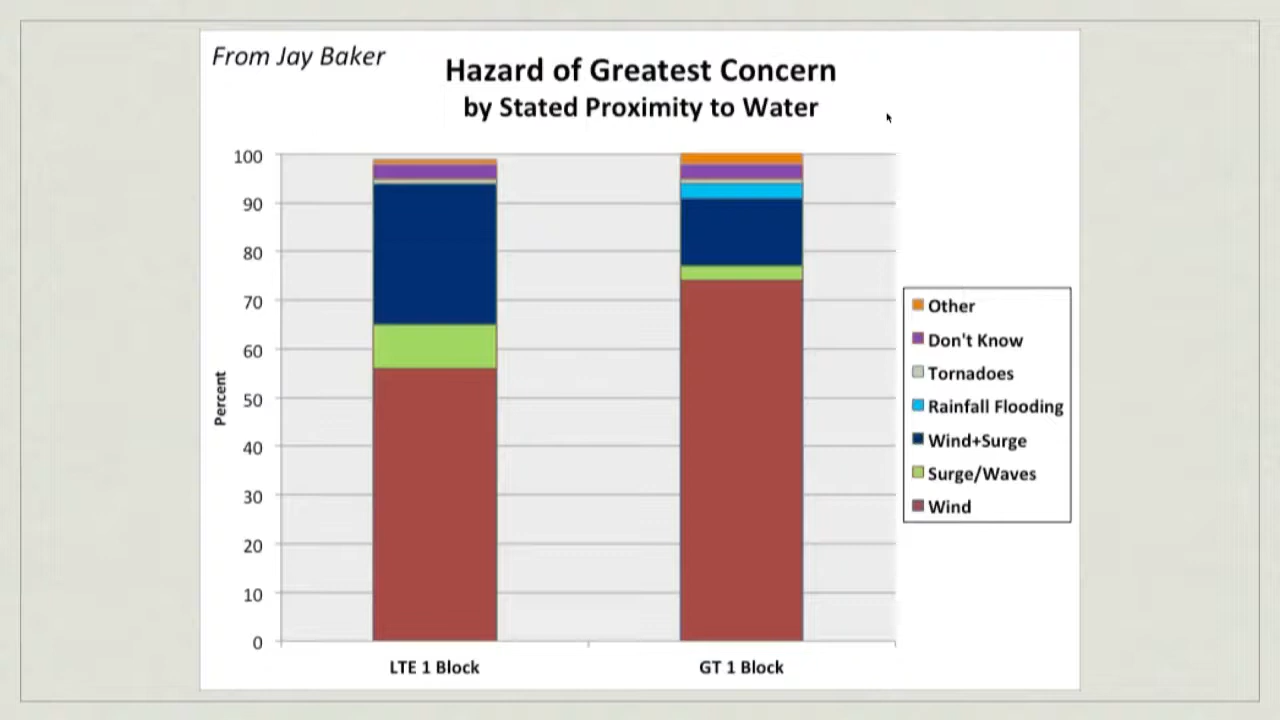 From Jay Baker
Hazard of Greatest Concern
by Stated Proximity to Water
100
90
80
70
60
50
40
30
20
10
0
Percent
LTE 1 Block
GT 1 Block
Other
Don't Know
Tornadoes
Rainfall Flooding
Wind+Surge
Surge/Waves
Wind